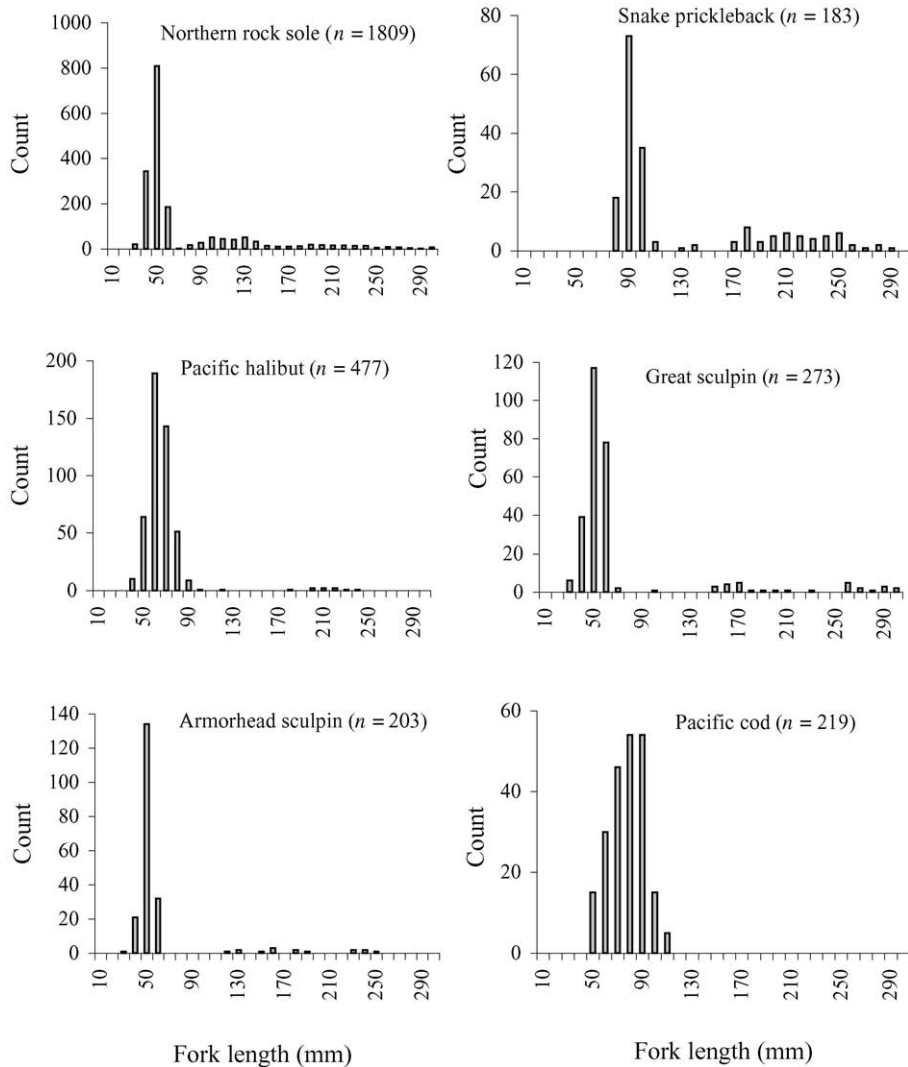 Northern rock sole (n = 1809)
Count
1000
800
600
400
200
0
10 50 90 130 170 210 250 290
Snake prickleback (n = 183)
Count
80
60
40
20
0
10 50 90 130 170 210 250 290
Pacific halibut (n = 477)
Count
200
150
100
50
0
10 50 90 130 170 210 250 290
Great sculpin (n = 273)
Count
120
100
80
60
40
20
0
10 50 90 130 170 210 250 290
Armorhead sculpin (n = 203)
Count
140
120
100
80
60
40
20
0
10 50 90 130 170 210 250 290
Fork length (mm)
Pacific cod (n = 219)
Count
60
40
20
0
10 50 90 130 170 210 250 290
Fork length (mm)